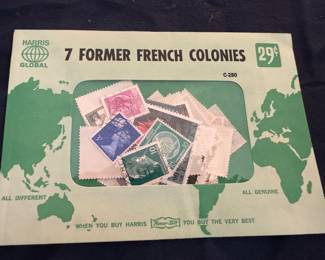 HARRIS
GLOBAL
7 FORMER FRENCH COLONIES
29¢
C-280
ALL DIFFERENT
ALL GENUINE
WHEN YOU BUY HARRIS
YOU BUY THE VERY BEST